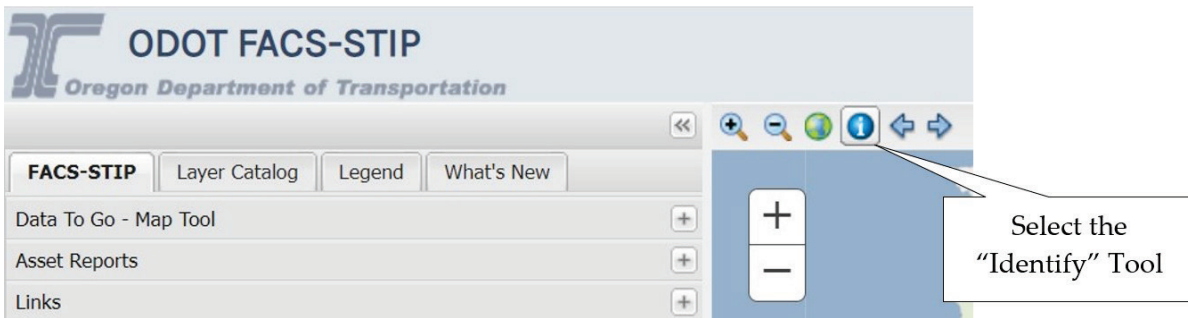 ODOT FACS-STIP
Oregon Department of Transportation
FACS-STIP Layer Catalog Legend What's New
Data To Go - Map Tool
Asset Reports
Links
Select the
“Identify” Tool